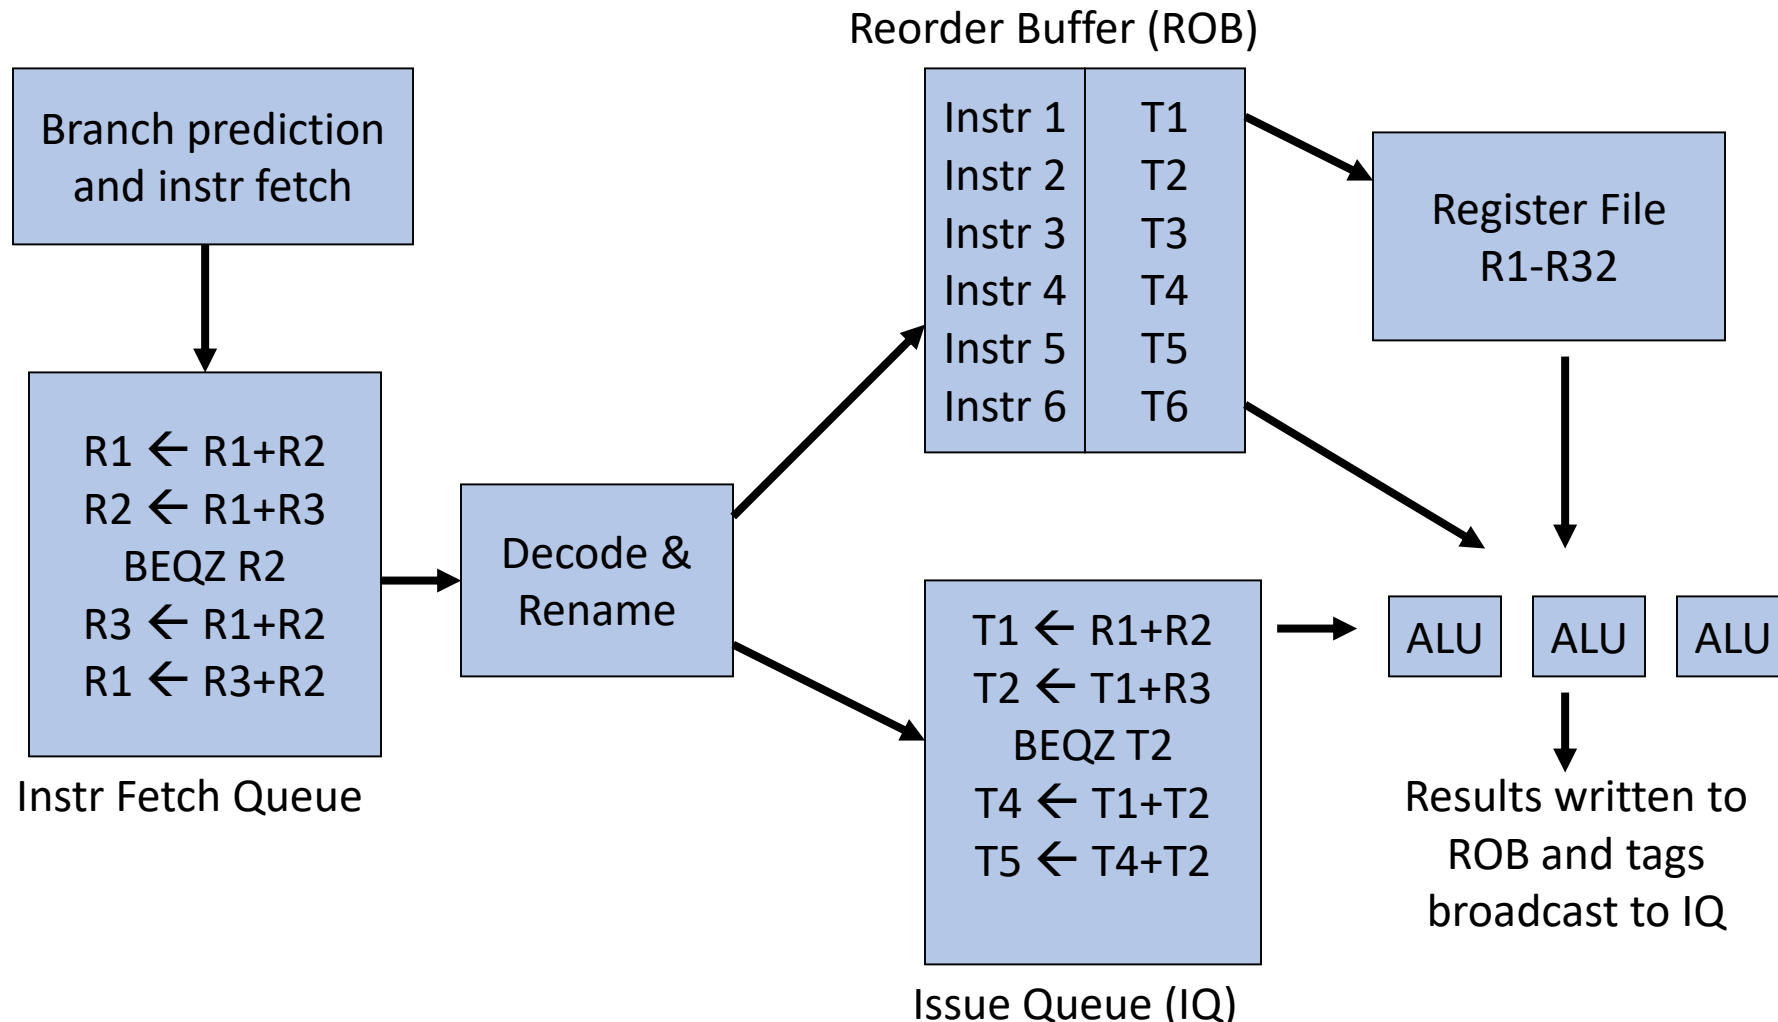 Reorder Buffer (ROB)
Branch prediction
and instr fetch
Instr 1 T1
Instr 2 T2
Instr 3 T3
Instr 4 T4
Instr 5 T5
Instr 6 T6
Register File
R1-R32
R1 ← R1+R2
R2 ← R1+R3
BEQZ R2
R3 ← R1+R2
R1 ← R3+R2
Instr Fetch Queue
Decode &
Rename
T1 ← R1+R2
T2 ← T1+R3
BEQZ T2
T4 ← T1+T2
T5 ← T4+T2
Issue Queue (IQ)
ALU
ALU
ALU
Results written to
ROB and tags
broadcast to IQ